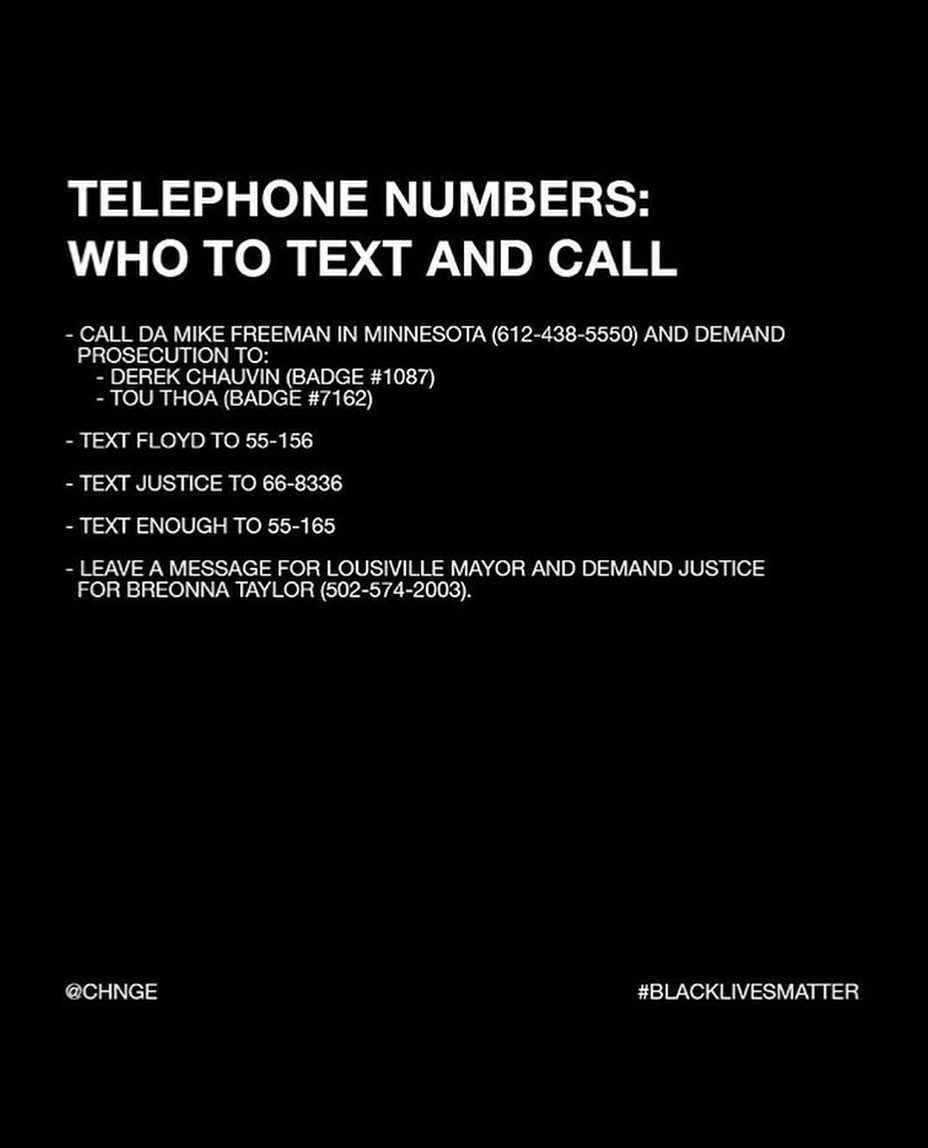 TELEPHONE NUMBERS:
WHO TO TEXT AND CALL
- CALL DA MIKE FREEMAN IN MINNESOTA (612-438-5550) AND DEMAND
PROSECUTION TO:
- DEREK CHAUVIN (BADGE #1087)
- TOU THOA (BADGE #7162)
- TEXT FLOYD TO 55-156
- TEXT JUSTICE TO 66-8336
- TEXT ENOUGH TO 55-165
- LEAVE A MESSAGE FOR LOUSIVILLE MAYOR AND DEMAND JUSTICE
FOR BREONNA TAYLOR (502-574-2003).
@CHNGE
#BLACKLIVESMATTER